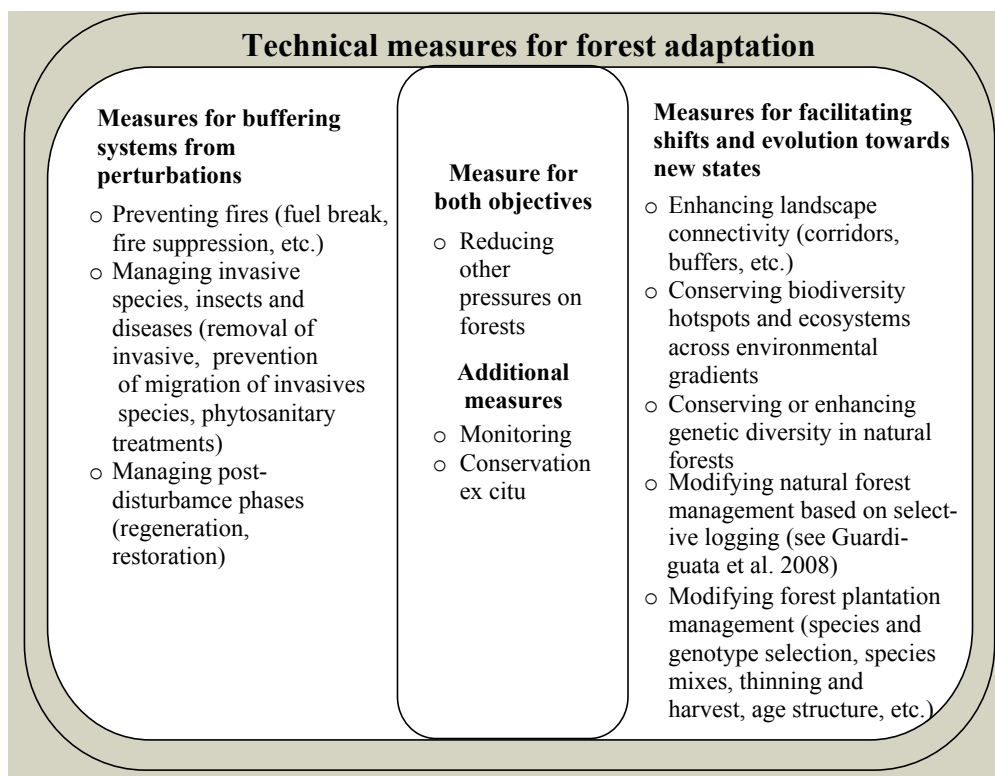 Technical measures for forest adaptation
Measures for buffering
systems from
perturbations
o Preventing fires (fuel break,
fire suppression, etc.)
o Managing invasive
species, insects and
diseases (removal of
invasive, prevention
of migration of invasives
species, phytosanitary
treatments)
o Managing post-
disturbamce phases
(regeneration,
restoration)
Measure for
both objectives
o Reducing
other
pressures on
forests
Additional
measures
o Monitoring
o Conservation
ex citu
Measures for facilitating
shifts and evolution towards
new states
o Enhancing landscape
connectivity (corridors,
buffers, etc.)
o Conserving biodiversity
hotspots and ecosystems
across environmental
gradients
o Conserving or enhancing
genetic diversity in natural
forests
o Modifying natural forest
management based on select-
ive logging (see Guardi-
guata et al. 2008)
o Modifying forest plantation
management (species and
genotype selection, species
mixes, thinning and
harvest, age structure, etc.)